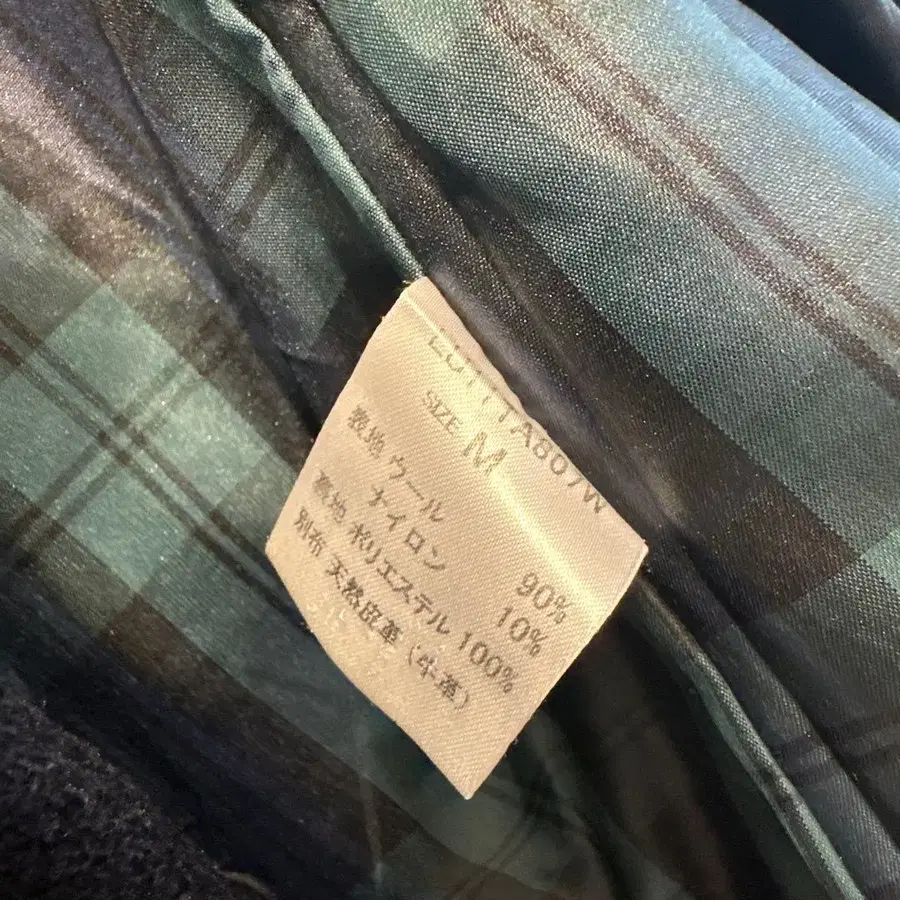 TA807W
SIZE M
表地 ウール 90%
ナイロン 10%
裏地 ポリエステル 100%
別布 天然皮革（牛革）